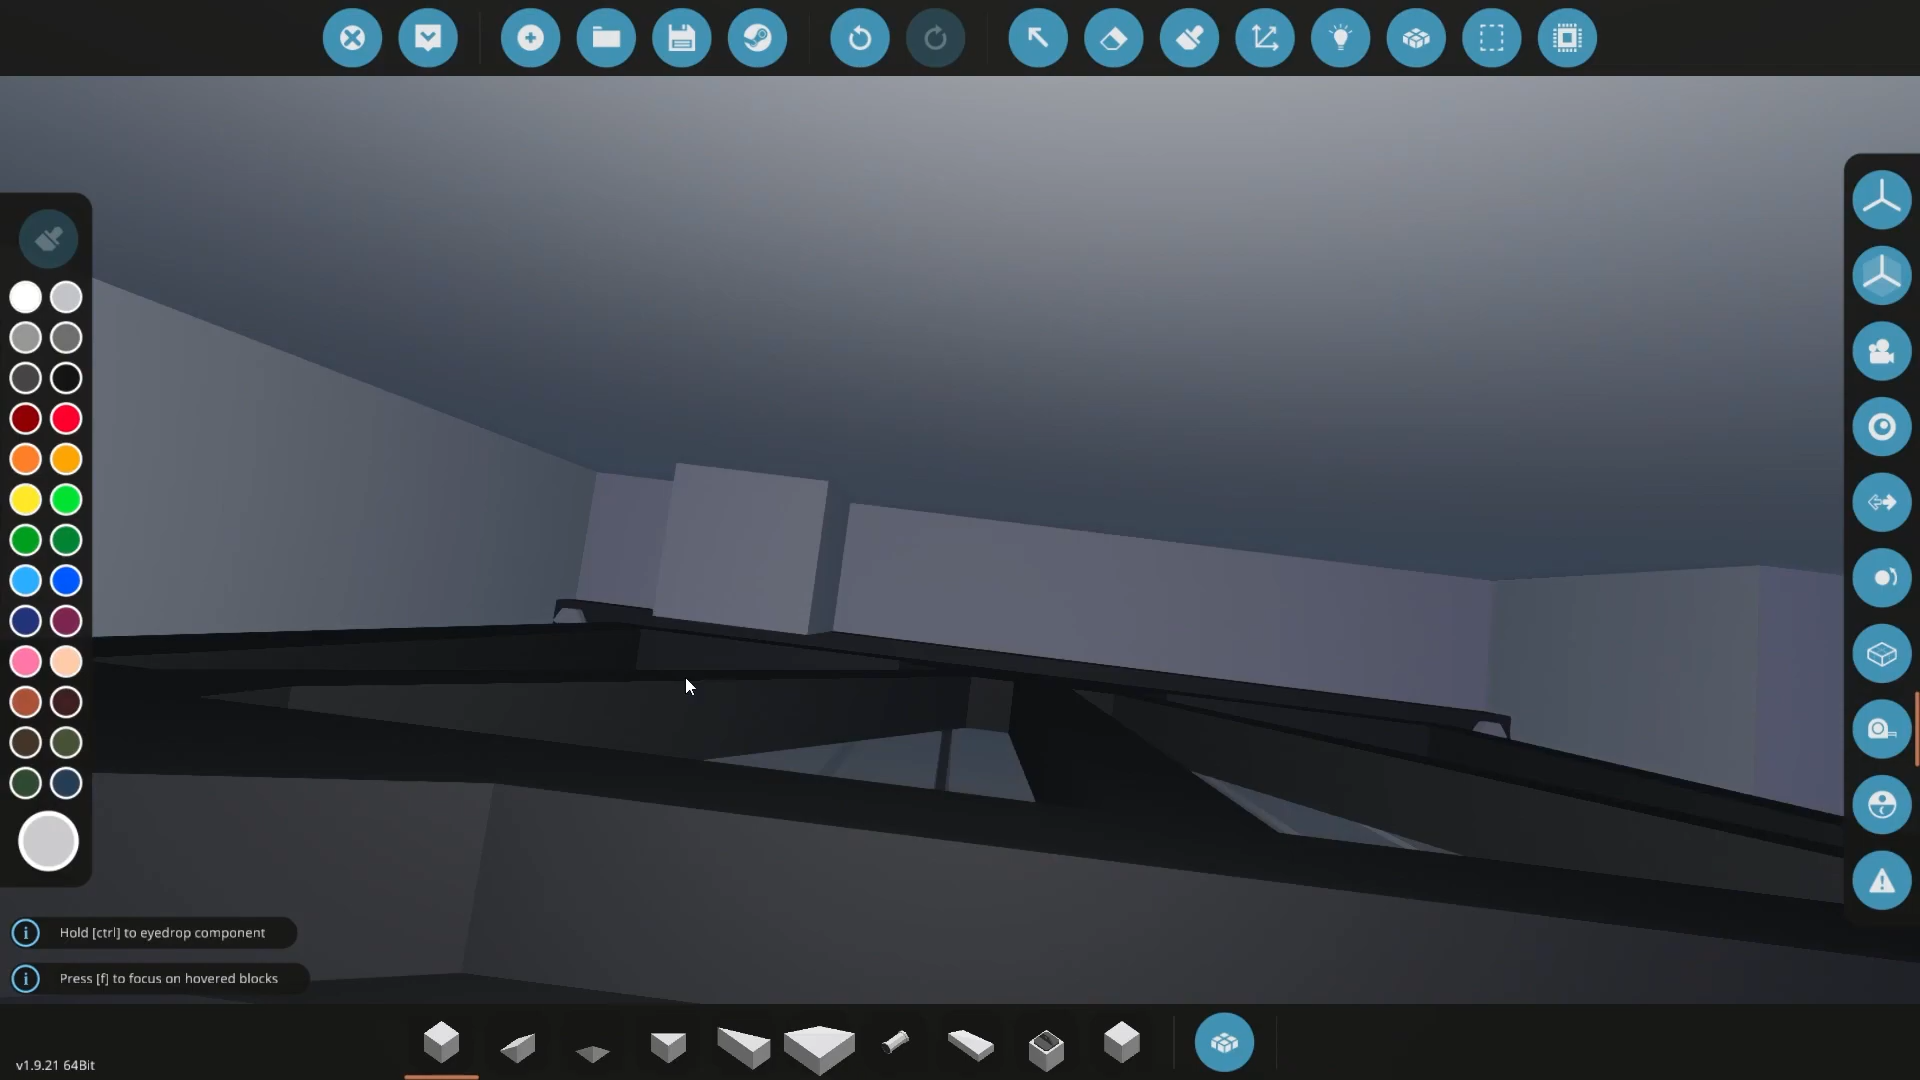 Hold [ctrl] to eyedrop component
Press [f] to focus on hovered blocks
v1.9.21 64Bit